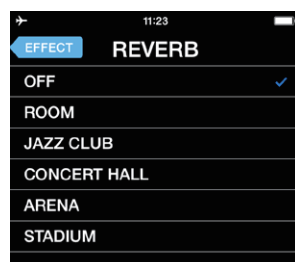 11:23
EFFECT REVERB
OFF
ROOM
JAZZ CLUB
CONCERT HALL
ARENA
STADIUM